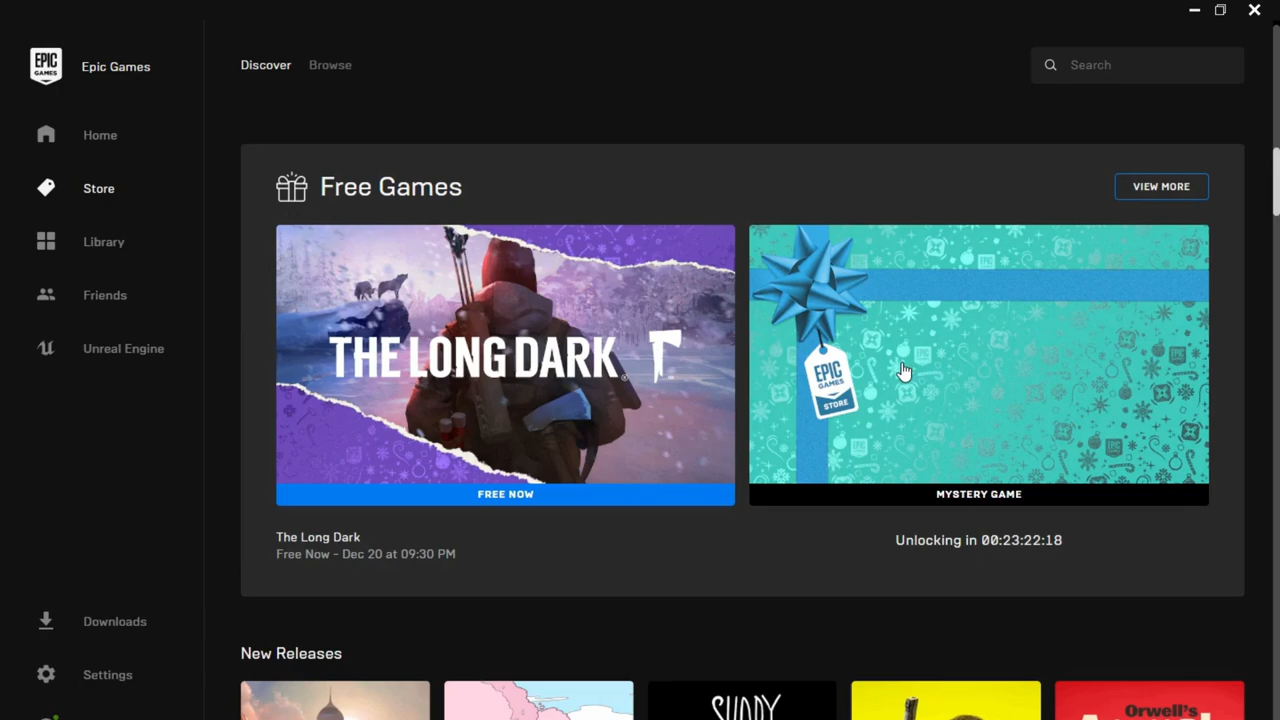 EPIC
GAMES
Epic Games
Discover
Browse
Search
Home
Store
Library
Friends
Unreal Engine
Downloads
Settings
Free Games
VIEW MORE
THE LONG DARK
FREE NOW
The Long Dark
Free Now - Dec 20 at 09:30 PM
EPIC
GAMES
STORE
MYSTERY GAME
Unlocking in 00:23:22:18
New Releases
Orwell's